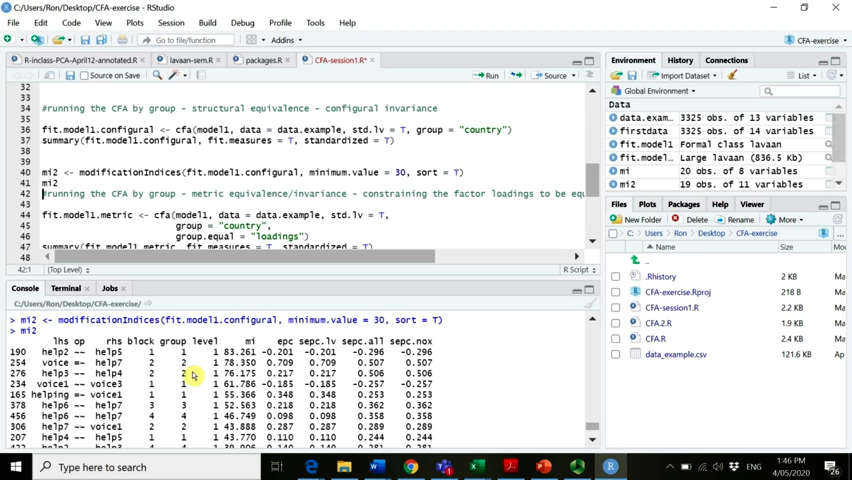 C:/Users/Ron/Desktop/CFA-exercise - RStudio
File Edit Code View Plots Session Build Debug Profile Tools Help
Go to file/function Addins CFA-exercise
R-inclass-PCA-April12-annotated.R lavaan-sem.R packages.R CFA-session1.R*
Source on Save Run Source
32
33
34 #running the CFA by group - structural equivalence - configural invariance
35
36 fit.model1.configural <- cfa(model1, data = data.example, std.lv = T, group = "country")
37 summary(fit.model1.configural, fit.measures = T, standardized = T)
38
39
40 mi2 <- modificationIndices(fit.model1.configural, minimum.value = 30, sort = T)
41 mi2
42 #running the CFA by group - metric equivalence/invariance - constraining the factor loadings to be equ
43
44 fit.model1.metric <- cfa(model1, data = data.example, std.lv = T,
45 group = "country",
46 group.equal = "loadings")
47 summary(fit.model1.metric, fit.measures = T, standardized = T)
48
42:1 (Top Level) R Script
Console Terminal Jobs
C:/Users/Ron/Desktop/CFA-exercise/
> mi2 <- modificationIndices(fit.model1.configural, minimum.value = 30, sort = T)
> mi2
lhs op rhs block group level mi epc sepc.lv sepc.all sepc.nox
190 help2 ~~ help5 1 1 1 83.261 -0.201 -0.201 -0.296 -0.296
254 voice =~ help7 2 2 1 78.350 0.709 0.709 0.507 0.507
276 help3 ~~ help4 2 2 1 76.175 0.217 0.217 0.506 0.506
234 voice1 ~~ voice3 1 1 1 61.786 -0.185 -0.185 -0.257 -0.257
165 helping =~ voice1 1 1 1 55.366 0.348 0.348 0.253 0.253
378 help6 ~~ help7 3 3 1 52.563 0.218 0.218 0.362 0.362
456 help6 ~~ help7 4 4 1 46.749 0.098 0.098 0.358 0.358
306 help7 ~~ voice1 2 2 1 43.888 0.287 0.287 0.289 0.289
207 help4 ~~ help5 1 1 1 43.770 0.110 0.110 0.244 0.244
Environment History Connections
Import Dataset List
Global Environment
Data
data.exam… 3325 obs. of 13 variables
firstdata 3325 obs. of 14 variables
fit.model… Formal class lavaan
fit.model… Large lavaan (836.5 Kb)
mi 20 obs. of 8 variables
mi2 19 obs. of 11 variables
Files Plots Packages Help Viewer
New Folder Delete Rename More
C: Users Ron Desktop CFA-exercise
Name Size
..
.Rhistory 2 KB
CFA-exercise.Rproj 218 B
CFA-session1.R 2.2 KB
CFA.2.R 1.9 KB
CFA.R 1.9 KB
data_example.csv 121.6 KB
Type here to search
ENG
1:46 PM
4/05/2020
26